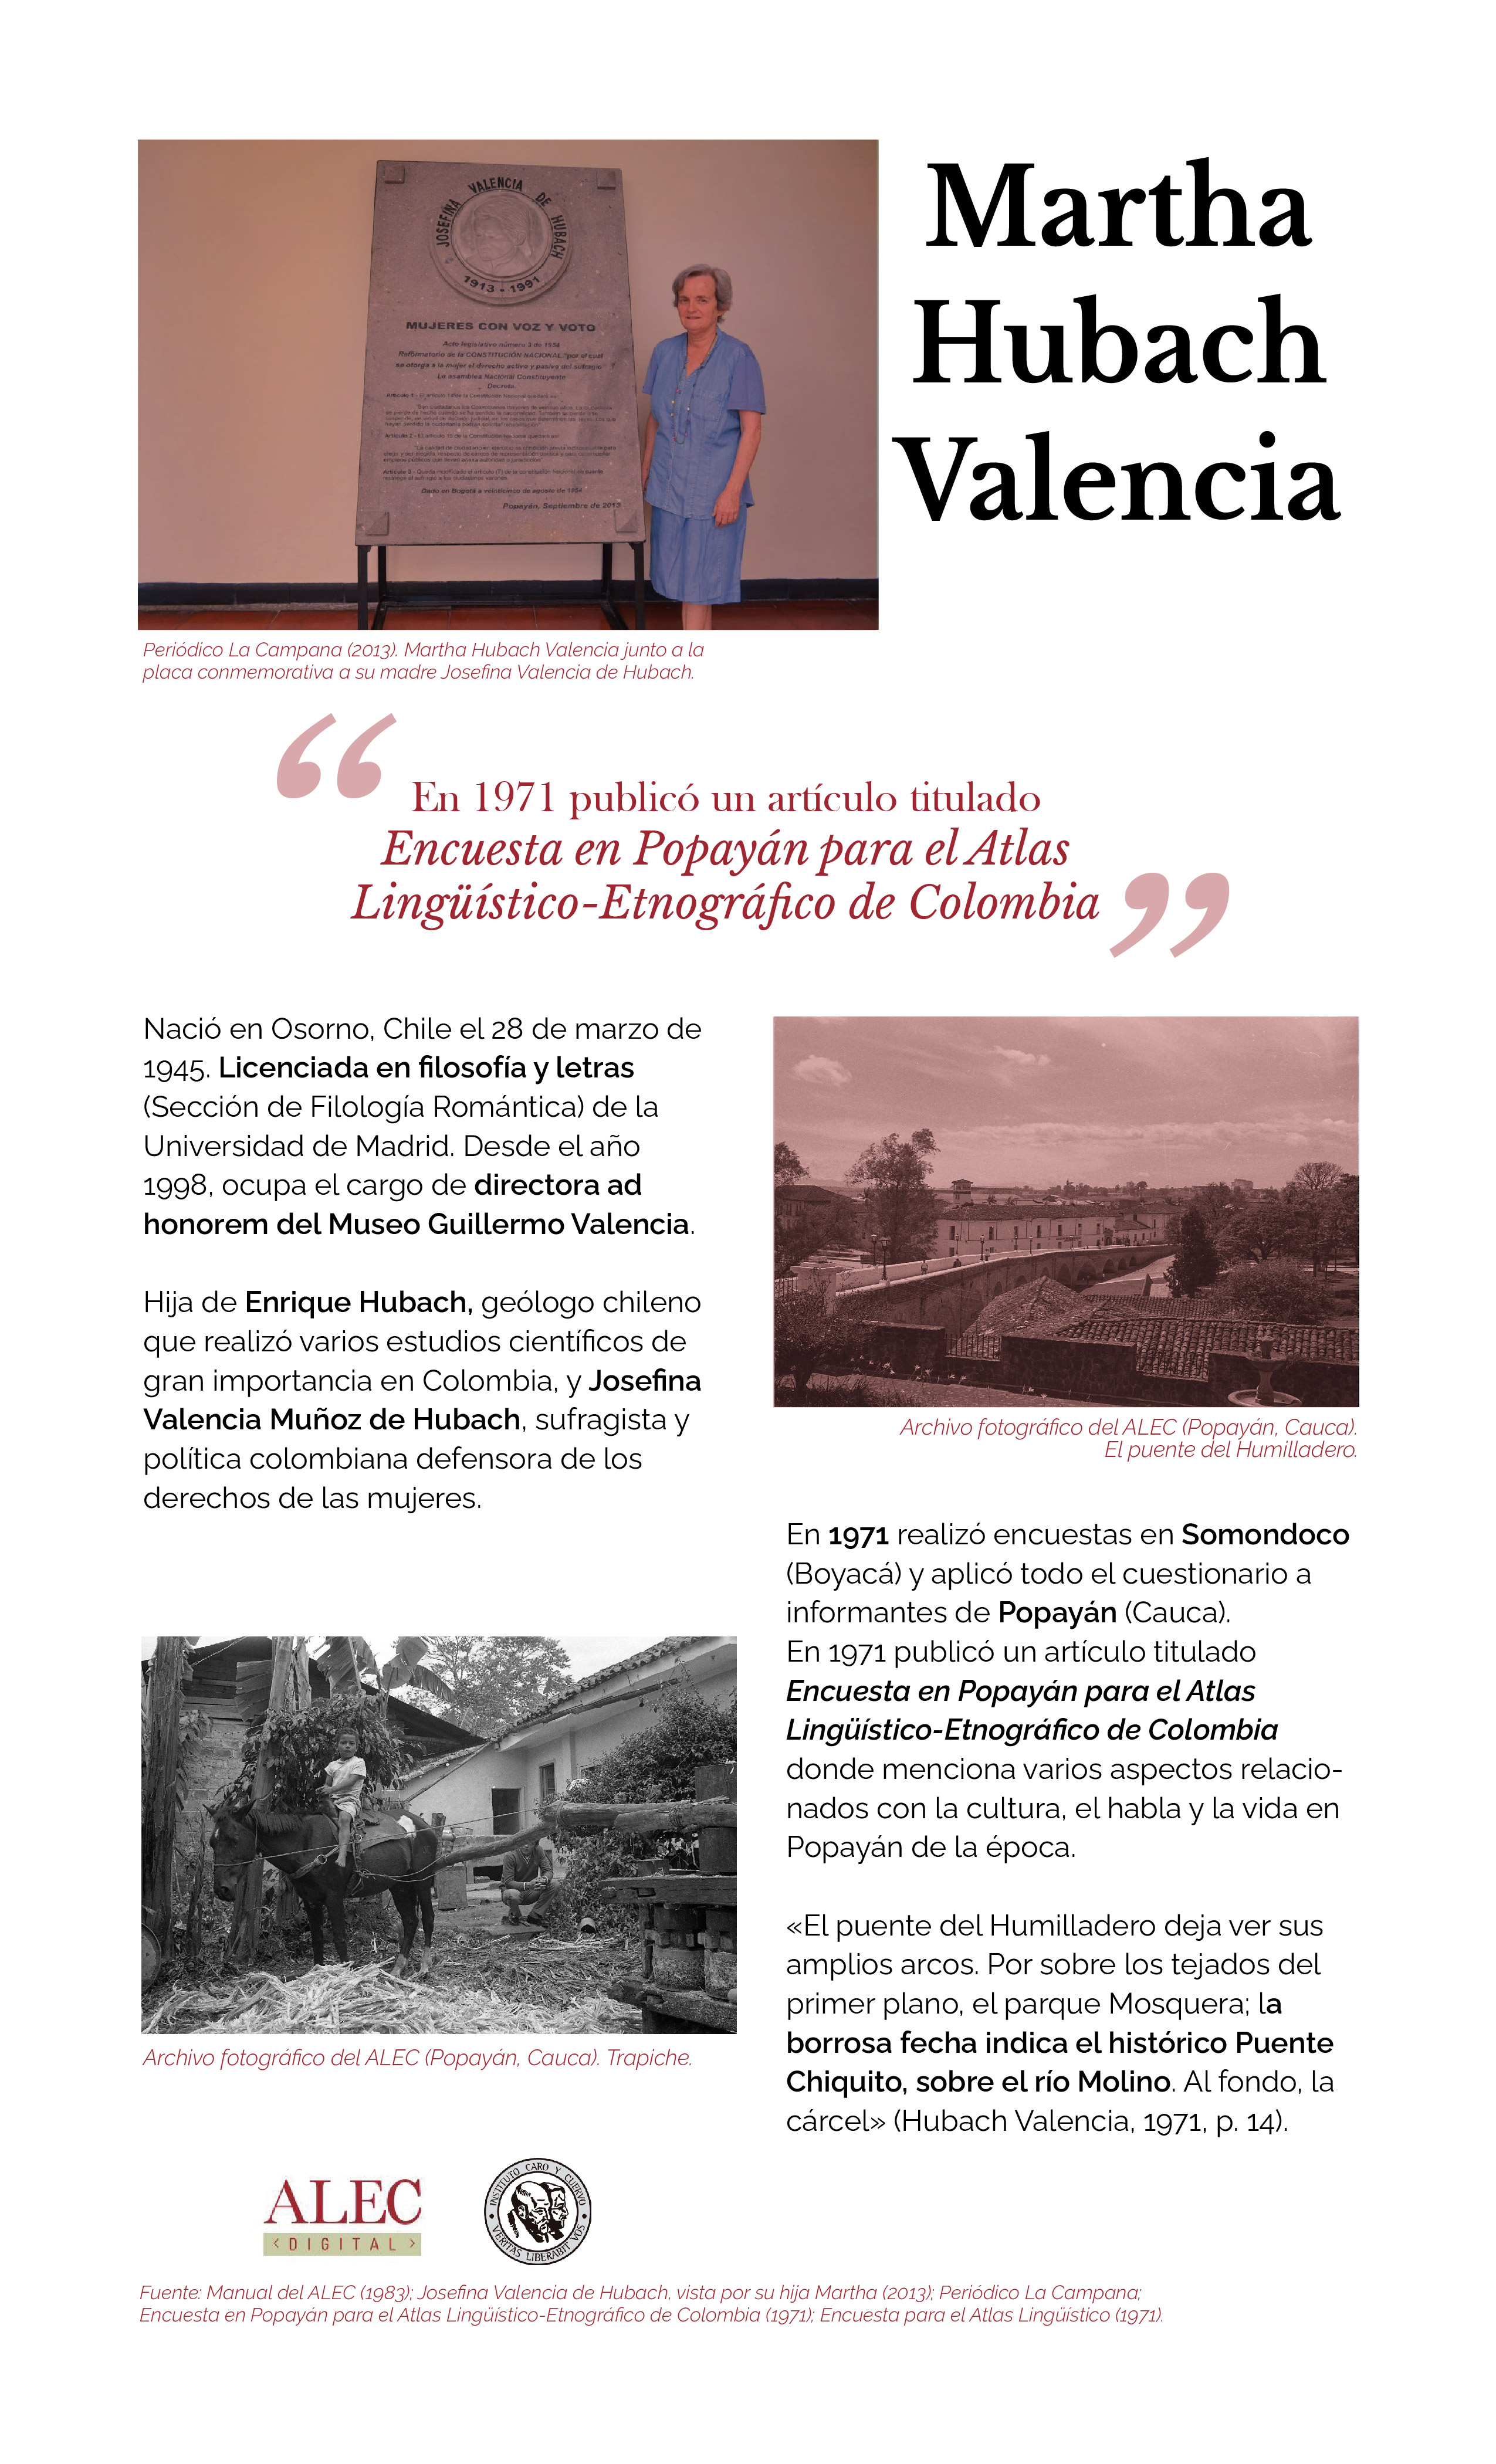 Martha
Hubach
Valencia
JOSEFINA VALENCIA DE HUBACH
1913 - 1991
MUJERES CON VOZ Y VOTO
Acto legislativo número 3 de 1954
Reformatorio de la CONSTITUCIÓN NACIONAL "por el cual
se otorga a la mujer el derecho activo y pasivo del sufragio"
La asamblea Nacional Constituyente
Decreta
Dado en Bogotá a veinticinco de agosto de 1954
Popayán, Septiembre de 2013
Periódico La Campana (2013). Martha Hubach Valencia junto a la
placa conmemorativa a su madre Josefina Valencia de Hubach.
“En 1971 publicó un artículo titulado
Encuesta en Popayán para el Atlas
Lingüístico-Etnográfico de Colombia”
Nació en Osorno, Chile el 28 de marzo de
1945. Licenciada en filosofía y letras
(Sección de Filología Romántica) de la
Universidad de Madrid. Desde el año
1998, ocupa el cargo de directora ad
honorem del Museo Guillermo Valencia.
Hija de Enrique Hubach, geólogo chileno
que realizó varios estudios científicos de
gran importancia en Colombia, y Josefina
Valencia Muñoz de Hubach, sufragista y
política colombiana defensora de los
derechos de las mujeres.
Archivo fotográfico del ALEC (Popayán, Cauca). Trapiche.
Archivo fotográfico del ALEC (Popayán, Cauca).
El puente del Humilladero.
En 1971 realizó encuestas en Somondoco
(Boyacá) y aplicó todo el cuestionario a
informantes de Popayán (Cauca).
En 1971 publicó un artículo titulado
Encuesta en Popayán para el Atlas
Lingüístico-Etnográfico de Colombia
donde menciona varios aspectos relacio-
nados con la cultura, el habla y la vida en
Popayán de la época.
«El puente del Humilladero deja ver sus
amplios arcos. Por sobre los tejados del
primer plano, el parque Mosquera; la
borrosa fecha indica el histórico Puente
Chiquito, sobre el río Molino. Al fondo, la
cárcel» (Hubach Valencia, 1971, p. 14).
ALEC
<DIGITAL>
INSTITUTO CARO Y CUERVO
VERITAS LIBERABIT VOS
Fuente: Manual del ALEC (1983); Josefina Valencia de Hubach, vista por su hija Martha (2013); Periódico La Campana;
Encuesta en Popayán para el Atlas Lingüístico-Etnográfico de Colombia (1971); Encuesta para el Atlas Lingüístico (1971).